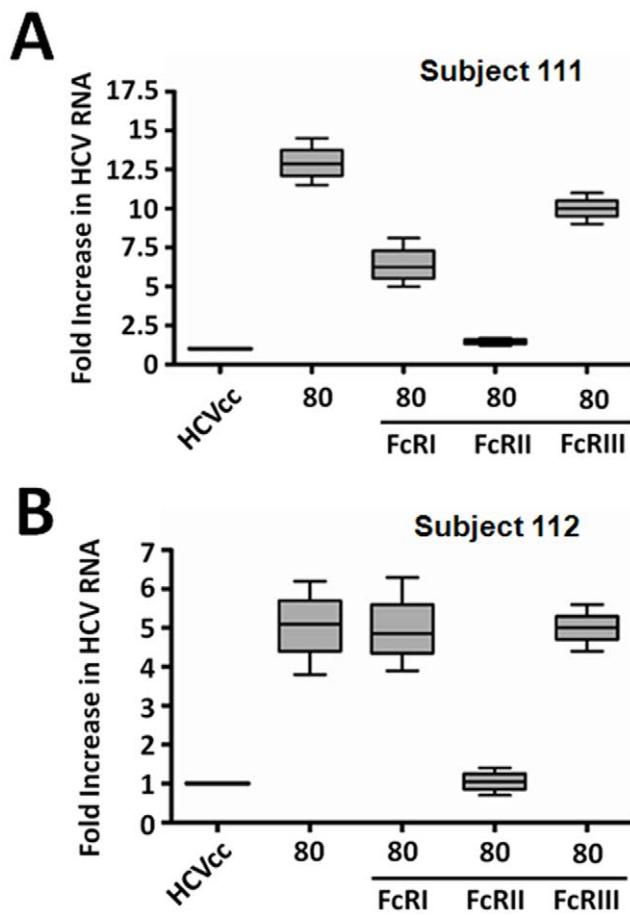 A
Subject 111
Fold Increase in HCV RNA
17.5
15
12.5
10
7.5
5
2.5
0
HCVcc 80 80 80 80
FcRI FcRII FcRIII
B
Subject 112
Fold Increase in HCV RNA
7
6
5
4
3
2
1
0
HCVcc 80 80 80 80
FcRI FcRII FcRIII